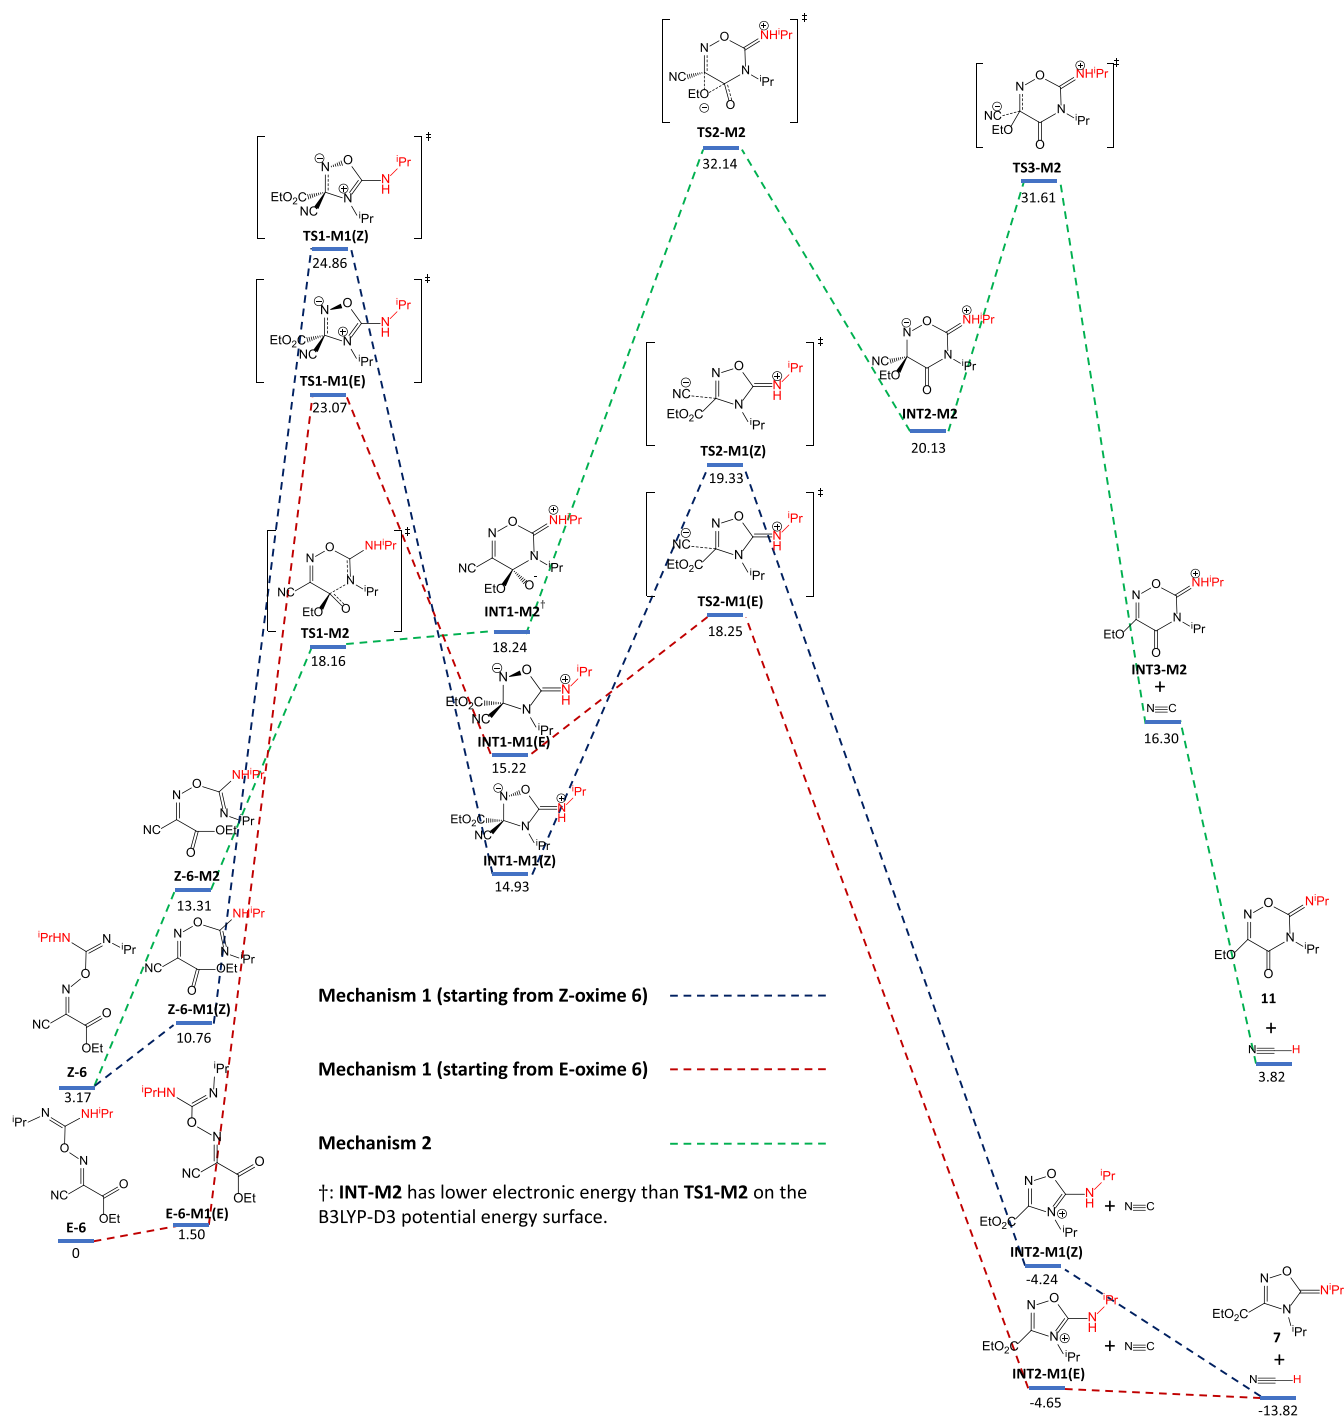 TS2-M2
32.14
TS3-M2
31.61
TS1-M1(Z)
24.86
TS1-M1(E)
23.07
INT2-M2
20.13
TS2-M1(Z)
19.33
TS1-M2
18.16
INT1-M2†
18.24
TS2-M1(E)
18.25
INT1-M1(E)
15.22
INT1-M1(Z)
14.93
INT3-M2
+
N≡C
16.30
Z-6-M2
13.31
Z-6-M1(Z)
10.76
Z-6
3.17
E-6-M1(E)
1.50
E-6
0
11
+
N≡C-H
3.82
Mechanism 1 (starting from Z-oxime 6)
Mechanism 1 (starting from E-oxime 6)
Mechanism 2
†: INT-M2 has lower electronic energy than TS1-M2 on the
B3LYP-D3 potential energy surface.
+ N≡C
INT2-M1(Z)
-4.24
+ N≡C
INT2-M1(E)
-4.65
7
+
N≡C-H
-13.82